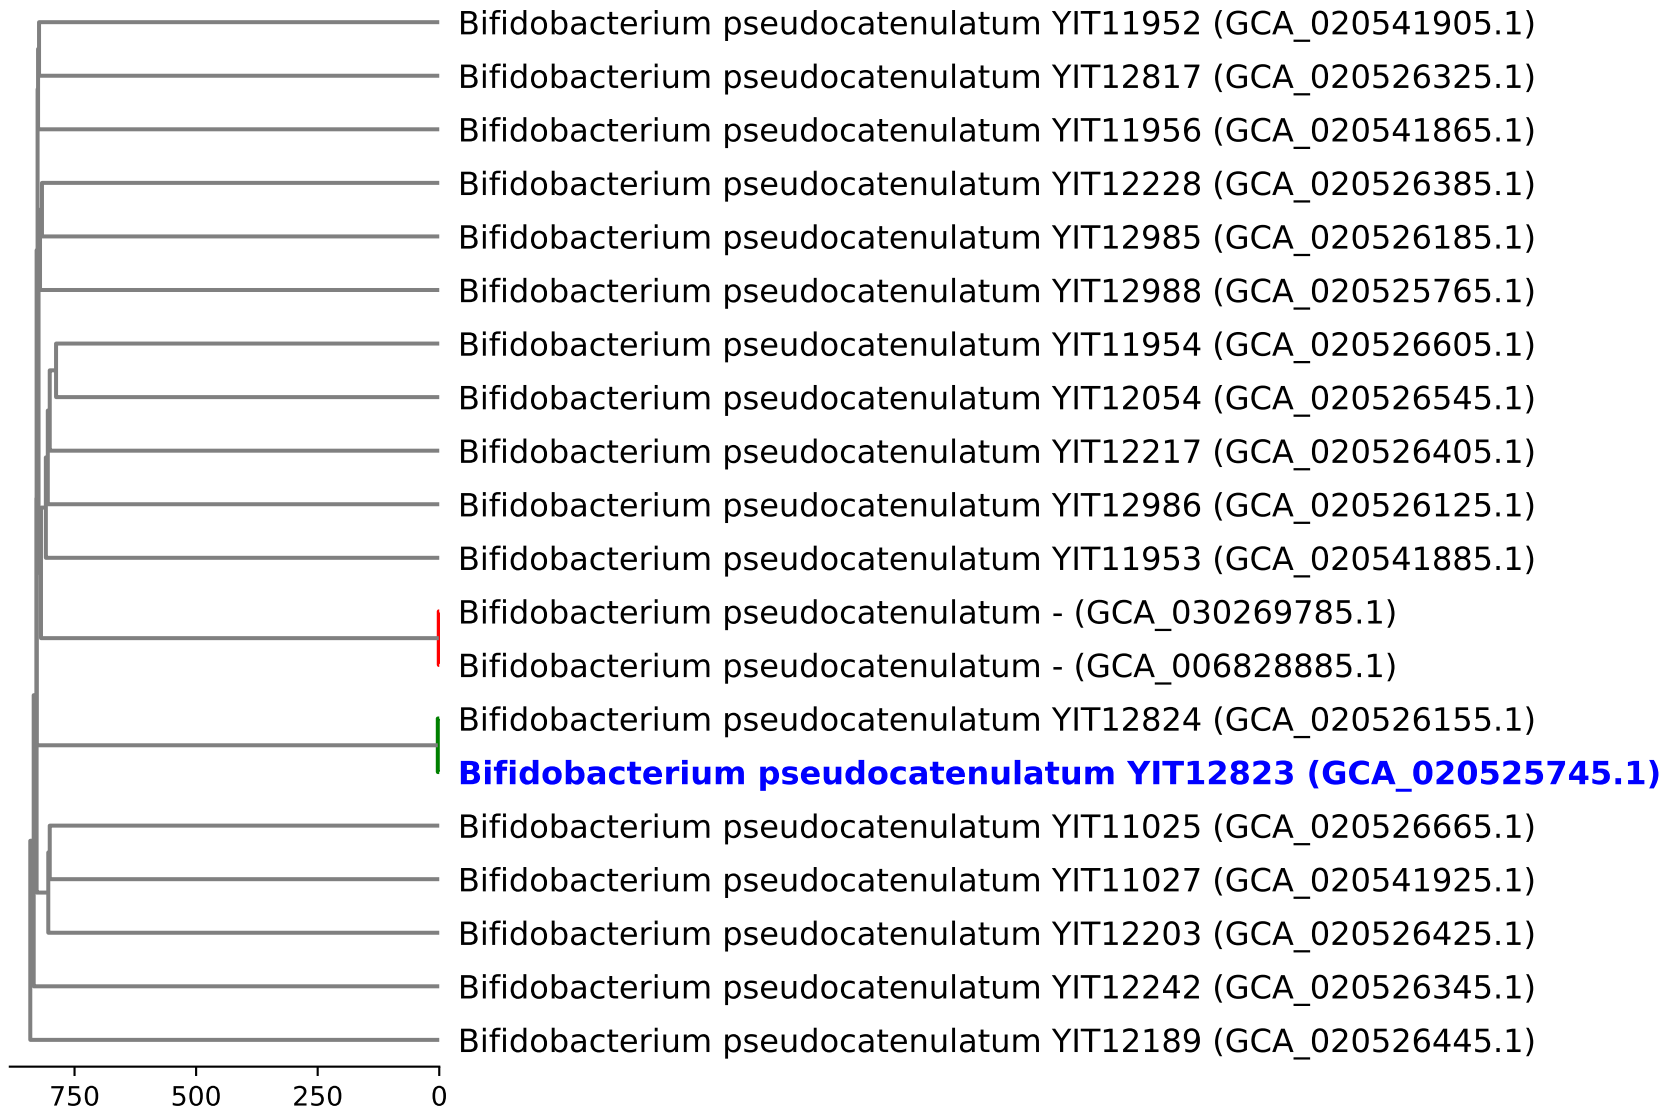 Bifidobacterium pseudocatenulatum YIT11952 (GCA_020541905.1)
Bifidobacterium pseudocatenulatum YIT12817 (GCA_020526325.1)
Bifidobacterium pseudocatenulatum YIT11956 (GCA_020541865.1)
Bifidobacterium pseudocatenulatum YIT12228 (GCA_020526385.1)
Bifidobacterium pseudocatenulatum YIT12985 (GCA_020526185.1)
Bifidobacterium pseudocatenulatum YIT12988 (GCA_020525765.1)
Bifidobacterium pseudocatenulatum YIT11954 (GCA_020526605.1)
Bifidobacterium pseudocatenulatum YIT12054 (GCA_020526545.1)
Bifidobacterium pseudocatenulatum YIT12217 (GCA_020526405.1)
Bifidobacterium pseudocatenulatum YIT12986 (GCA_020526125.1)
Bifidobacterium pseudocatenulatum YIT11953 (GCA_020541885.1)
Bifidobacterium pseudocatenulatum - (GCA_030269785.1)
Bifidobacterium pseudocatenulatum - (GCA_006828885.1)
Bifidobacterium pseudocatenulatum YIT12824 (GCA_020526155.1)
Bifidobacterium pseudocatenulatum YIT12823 (GCA_020525745.1)
Bifidobacterium pseudocatenulatum YIT11025 (GCA_020526665.1)
Bifidobacterium pseudocatenulatum YIT11027 (GCA_020541925.1)
Bifidobacterium pseudocatenulatum YIT12203 (GCA_020526425.1)
Bifidobacterium pseudocatenulatum YIT12242 (GCA_020526345.1)
Bifidobacterium pseudocatenulatum YIT12189 (GCA_020526445.1)
750 500 250 0